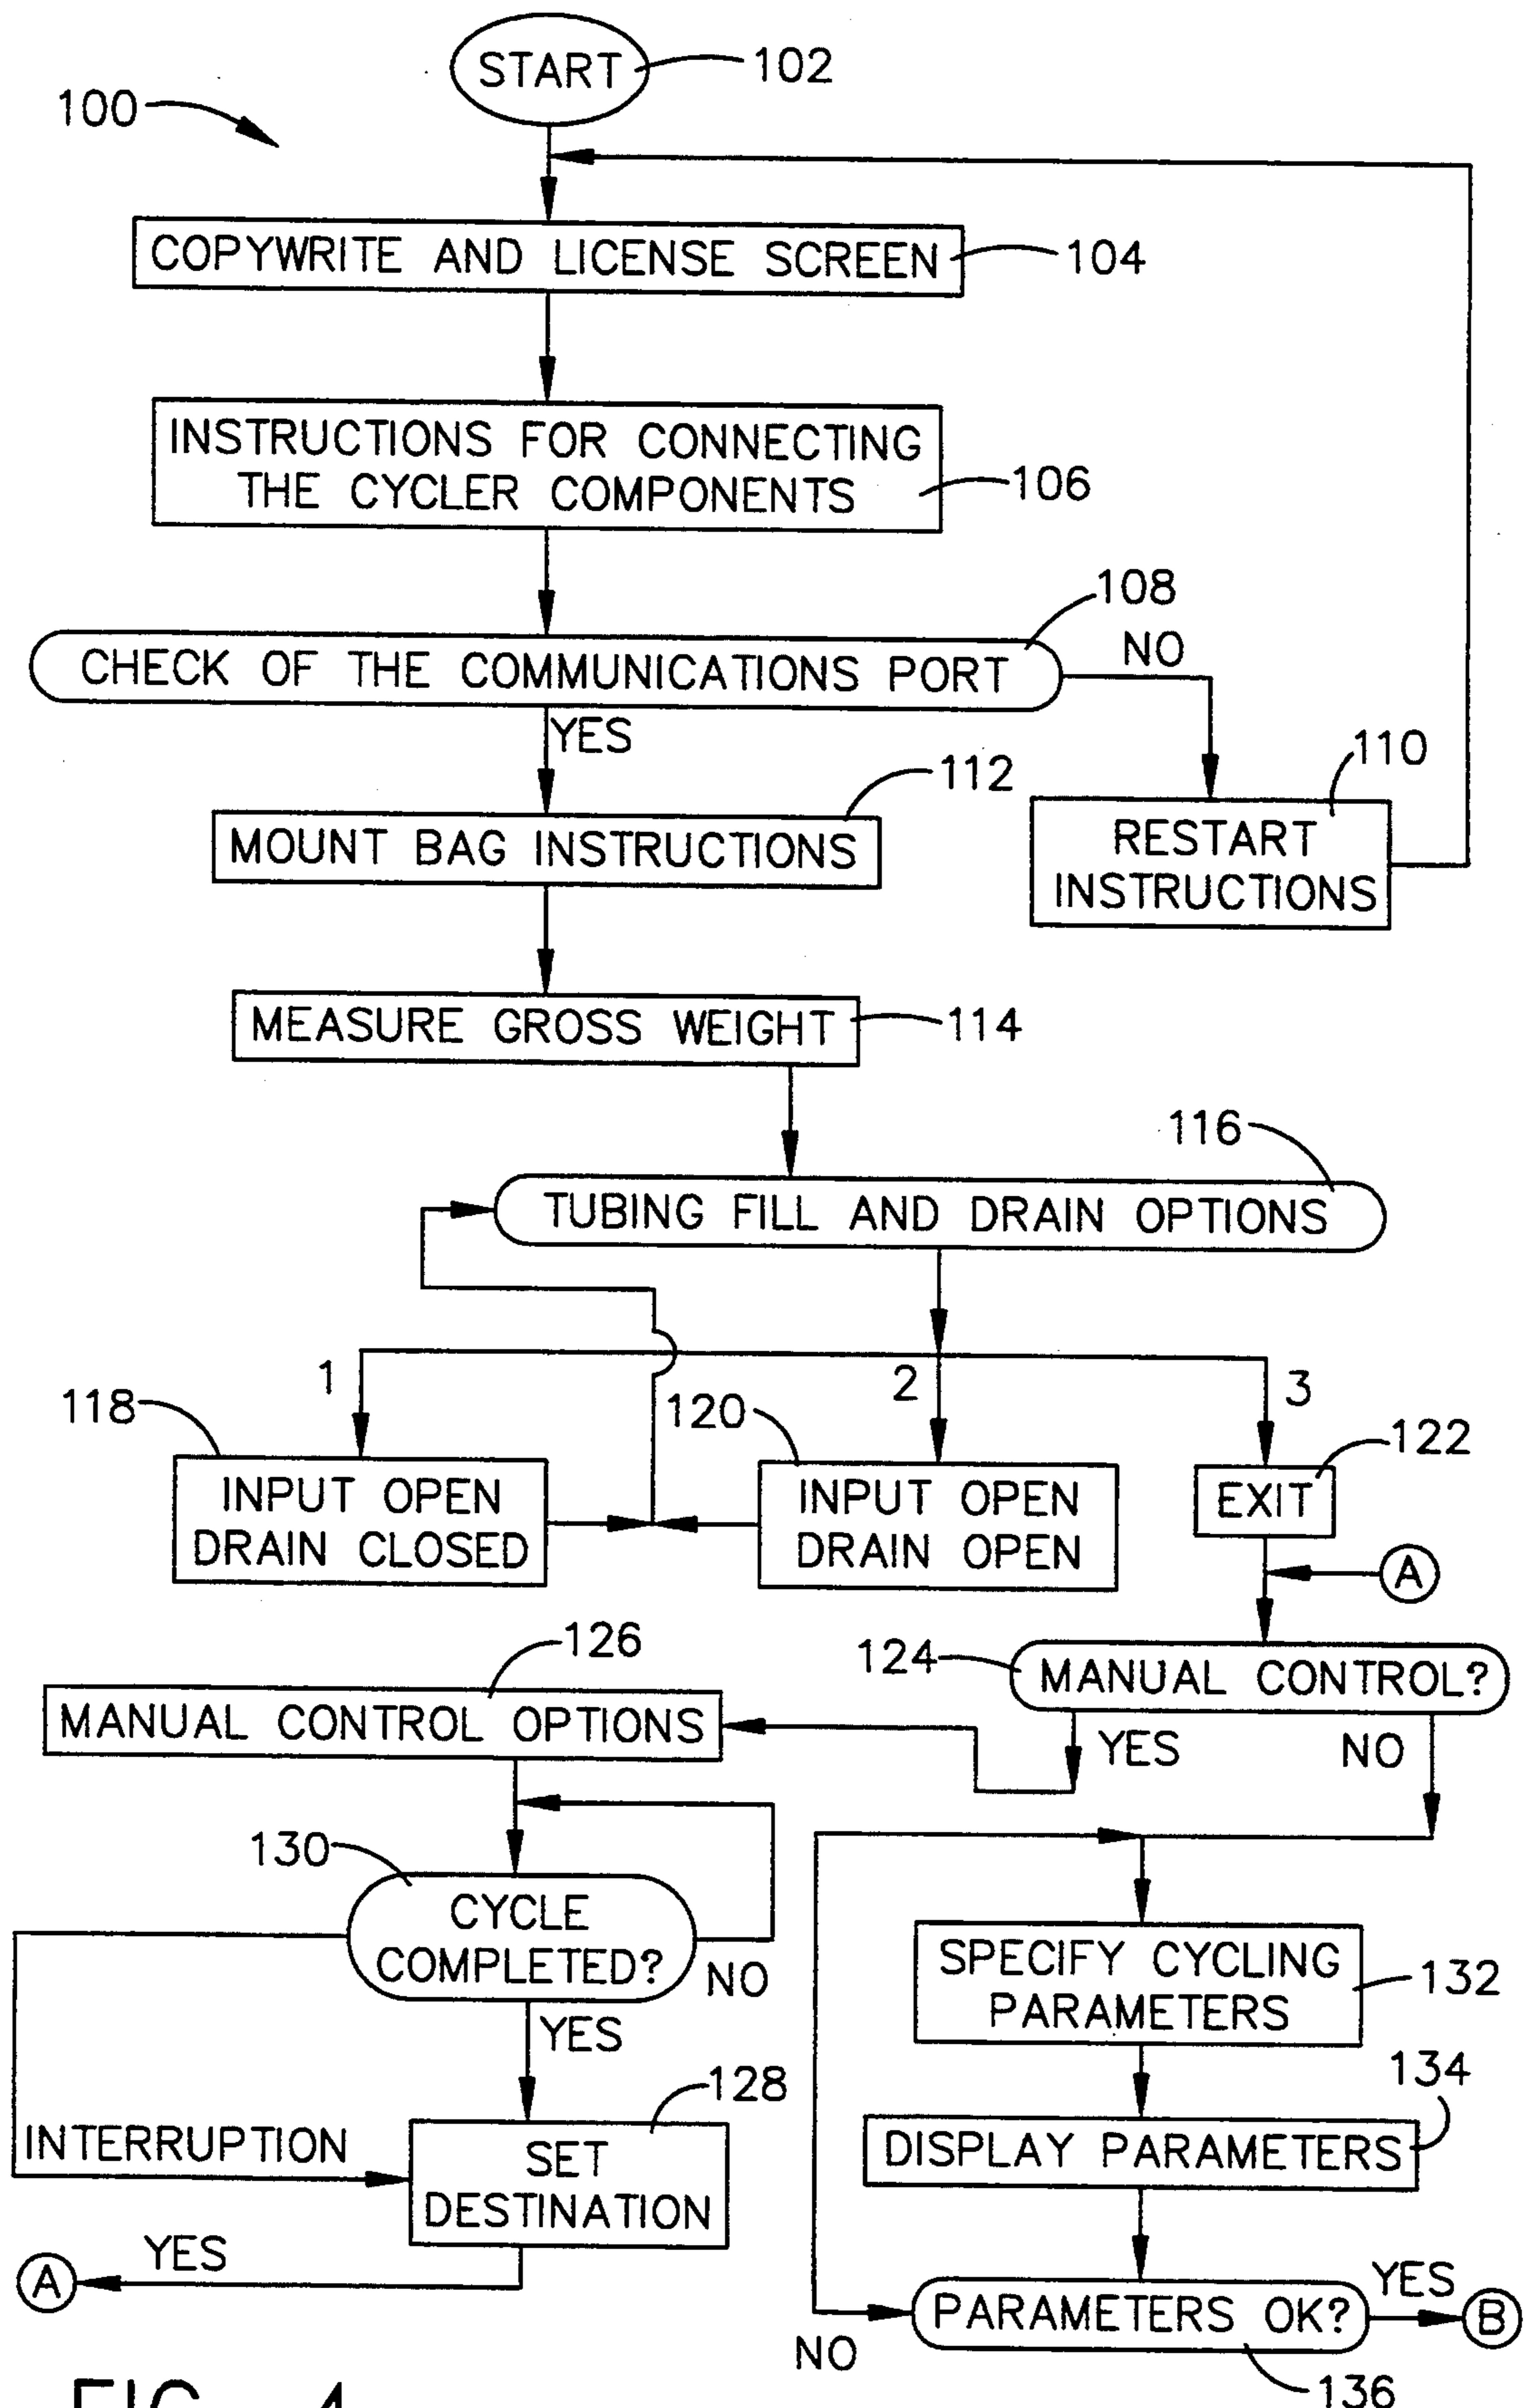 START
102
100
COPYWRITE AND LICENSE SCREEN
104
INSTRUCTIONS FOR CONNECTING
THE CYCLER COMPONENTS
106
108
CHECK OF THE COMMUNICATIONS PORT
NO
YES
110
112
MOUNT BAG INSTRUCTIONS
RESTART
INSTRUCTIONS
MEASURE GROSS WEIGHT
114
116
TUBING FILL AND DRAIN OPTIONS
1
2
3
118
120
122
INPUT OPEN
DRAIN CLOSED
INPUT OPEN
DRAIN OPEN
EXIT
A
126
124
MANUAL CONTROL?
MANUAL CONTROL OPTIONS
YES
NO
130
CYCLE
COMPLETED?
NO
SPECIFY CYCLING
PARAMETERS
132
YES
128
134
INTERRUPTION
SET
DESTINATION
DISPLAY PARAMETERS
YES
A
PARAMETERS OK?
YES
B
NO
136
FIG. 4